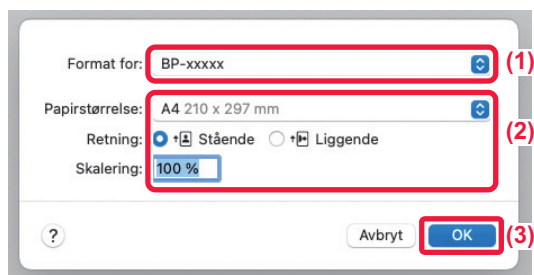 Format for: BP-xxxxx (1)
Papirstørrelse: A4 210 x 297 mm
Retning: Stående Liggende (2)
Skalering: 100 %
? Avbryt OK (3)